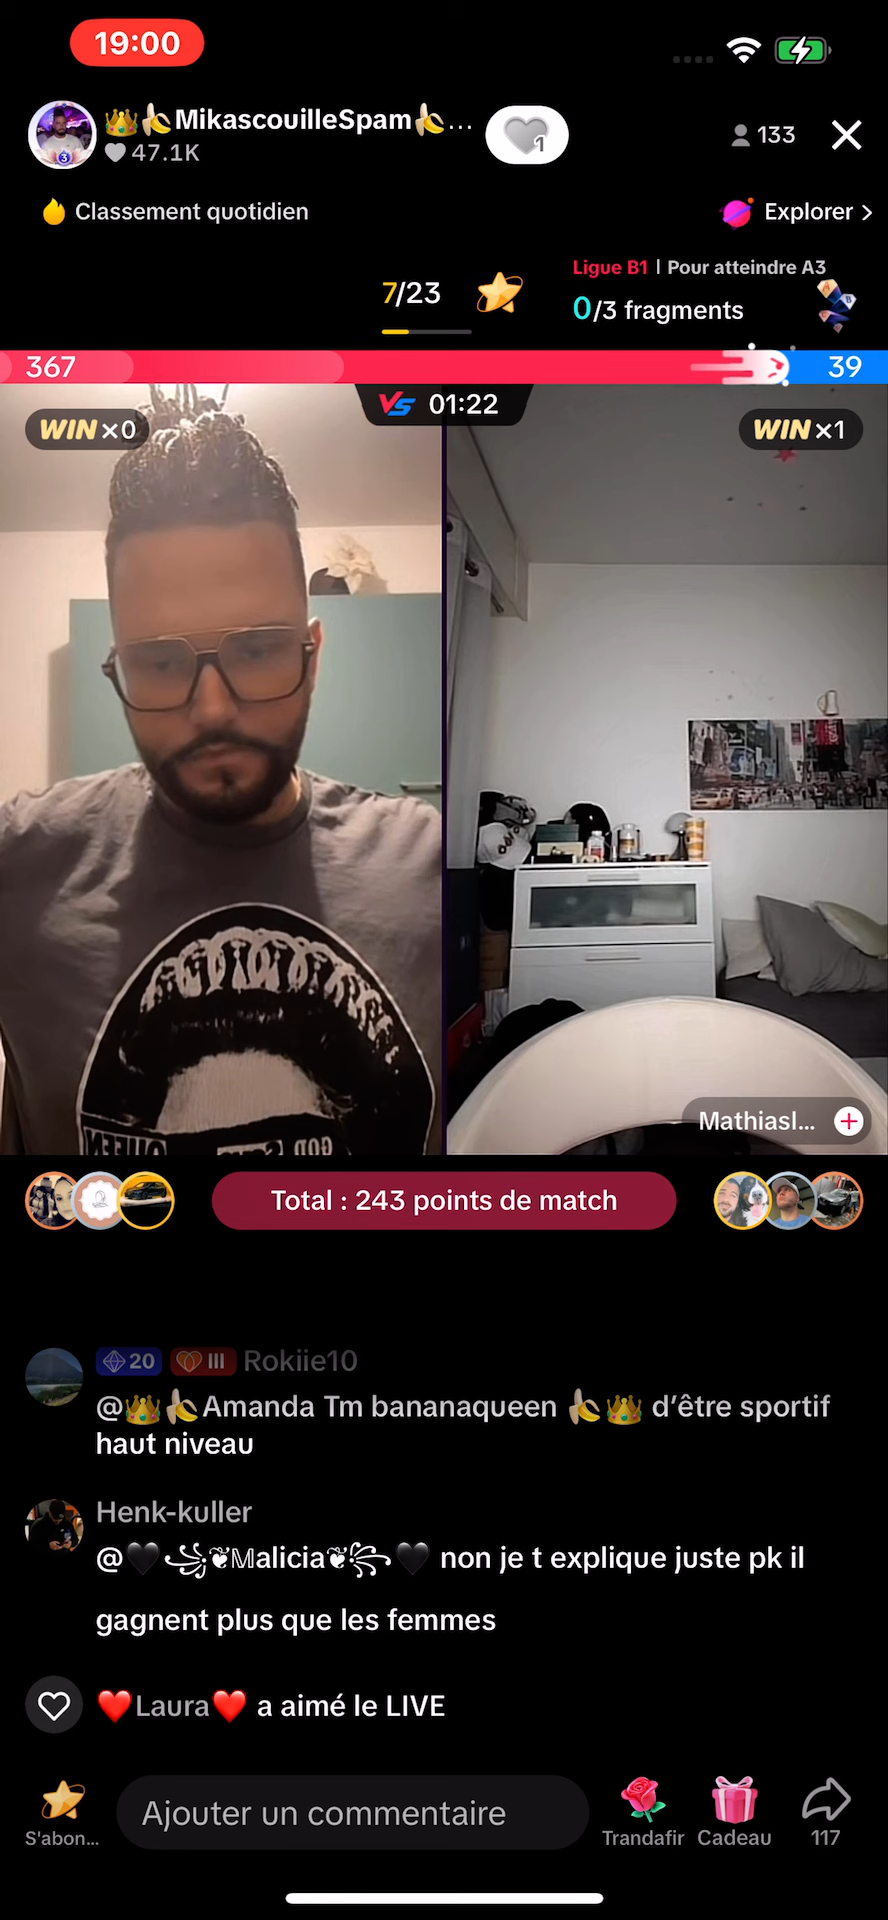 19:00
👑🍌MikascouilleSpam🍌...
47.1K
1
133
Classement quotidien
Explorer >
7/23
Ligue B1 | Pour atteindre A3
0/3 fragments
367
39
VS 01:22
WIN x0
WIN x1
Mathiasl...
Total : 243 points de match
20 III Rokiie10
@👑🍌Amanda Tm bananaqueen 🍌👑 d'être sportif
haut niveau
Henk-kuller
@🖤꧁❦𝕄alicia❦꧂🖤 non je t explique juste pk il
gagnent plus que les femmes
❤️Laura❤️ a aimé le LIVE
Ajouter un commentaire
S'abon...
Trandafir
Cadeau
117